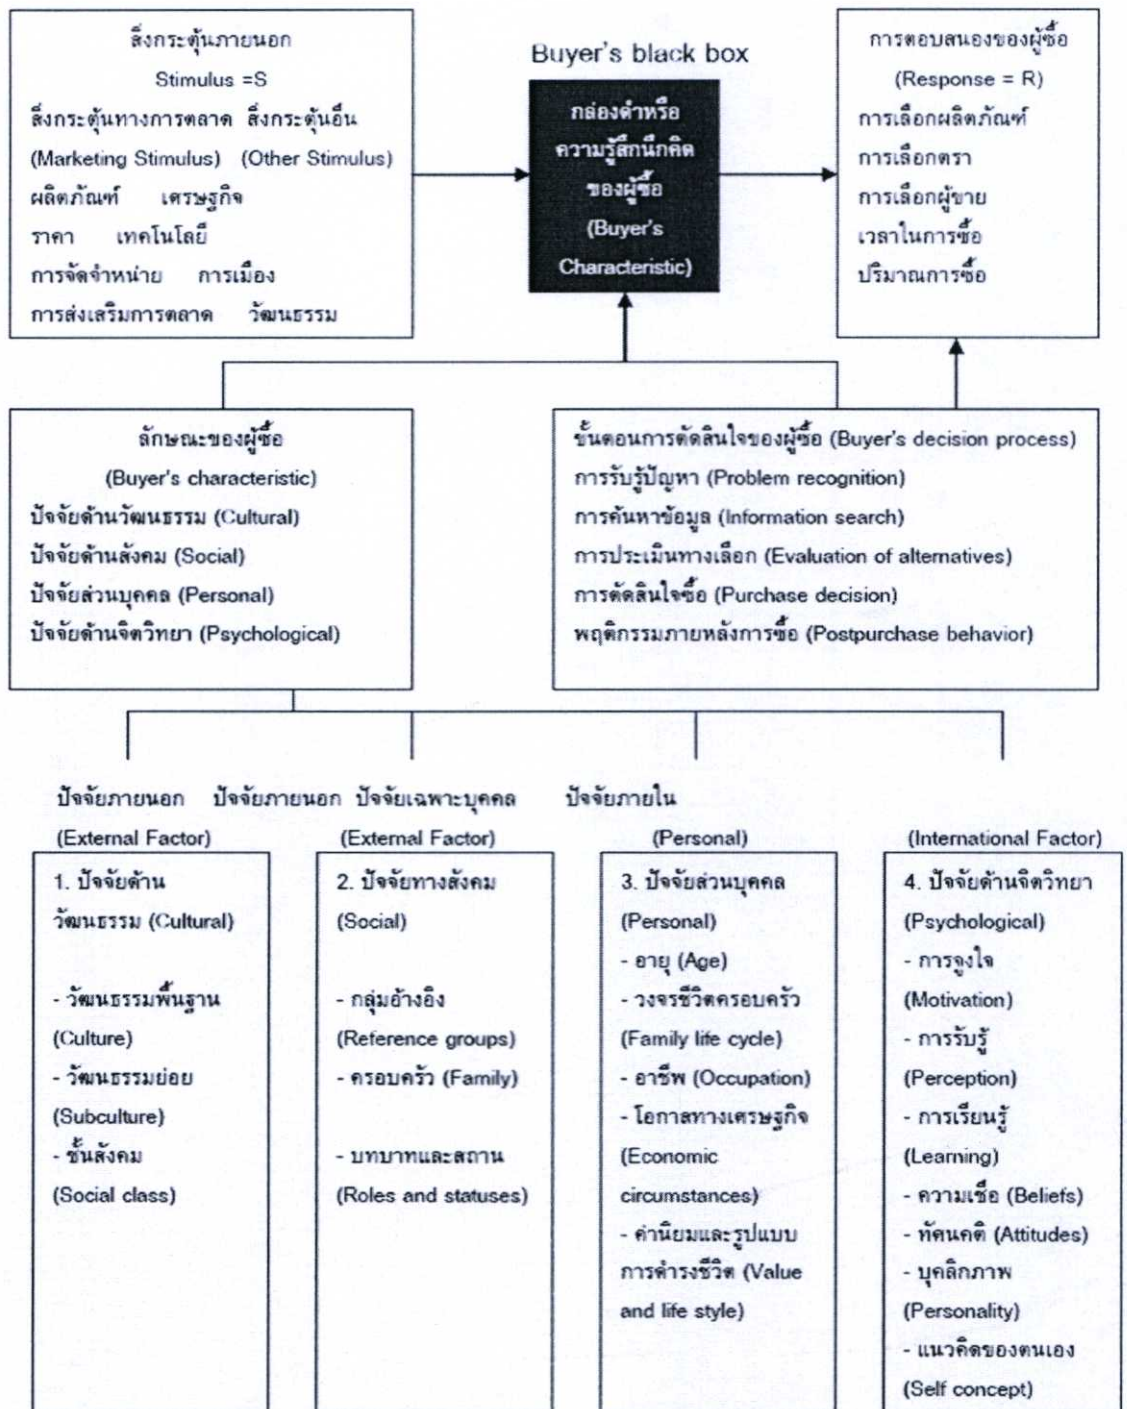 สิ่งกระตุ้นภายนอก
Stimulus =S
สิ่งกระตุ้นทางการตลาด สิ่งกระตุ้นอื่น
(Marketing Stimulus) (Other Stimulus)
ผลิตภัณฑ์ เศรษฐกิจ
ราคา เทคโนโลยี
การจัดจำหน่าย การเมือง
การส่งเสริมการตลาด วัฒนธรรม
Buyer's black box
กล่องดำหรือ
ความรู้สึกนึกคิด
ของผู้ซื้อ
(Buyer's
Characteristic)
การตอบสนองของผู้ซื้อ
(Response = R)
การเลือกผลิตภัณฑ์
การเลือกตรา
การเลือกผู้ขาย
เวลาในการซื้อ
ปริมาณการซื้อ
ลักษณะของผู้ซื้อ
(Buyer's characteristic)
ปัจจัยด้านวัฒนธรรม (Cultural)
ปัจจัยด้านสังคม (Social)
ปัจจัยส่วนบุคคล (Personal)
ปัจจัยด้านจิตวิทยา (Psychological)
ขั้นตอนการตัดสินใจของผู้ซื้อ (Buyer's decision process)
การรับรู้ปัญหา (Problem recognition)
การค้นหาข้อมูล (Information search)
การประเมินทางเลือก (Evaluation of alternatives)
การตัดสินใจซื้อ (Purchase decision)
พฤติกรรมภายหลังการซื้อ (Postpurchase behavior)
ปัจจัยภายนอก ปัจจัยภายนอก ปัจจัยเฉพาะบุคคล ปัจจัยภายใน
(External Factor) (External Factor) (Personal) (International Factor)
1. ปัจจัยด้าน
วัฒนธรรม (Cultural)
- วัฒนธรรมพื้นฐาน
(Culture)
- วัฒนธรรมย่อย
(Subculture)
- ชั้นสังคม
(Social class)
2. ปัจจัยทางสังคม
(Social)
- กลุ่มอ้างอิง
(Reference groups)
- ครอบครัว (Family)
- บทบาทและสถาน
(Roles and statuses)
3. ปัจจัยส่วนบุคคล
(Personal)
- อายุ (Age)
- วงจรชีวิตครอบครัว
(Family life cycle)
- อาชีพ (Occupation)
- โอกาสทางเศรษฐกิจ
(Economic
circumstances)
- ค่านิยมและรูปแบบ
การดำรงชีวิต (Value
and life style)
4. ปัจจัยด้านจิตวิทยา
(Psychological)
- การจูงใจ
(Motivation)
- การรับรู้
(Perception)
- การเรียนรู้
(Learning)
- ความเชื่อ (Beliefs)
- ทัศนคติ (Attitudes)
- บุคลิกภาพ
(Personality)
- แนวคิดของตนเอง
(Self concept)